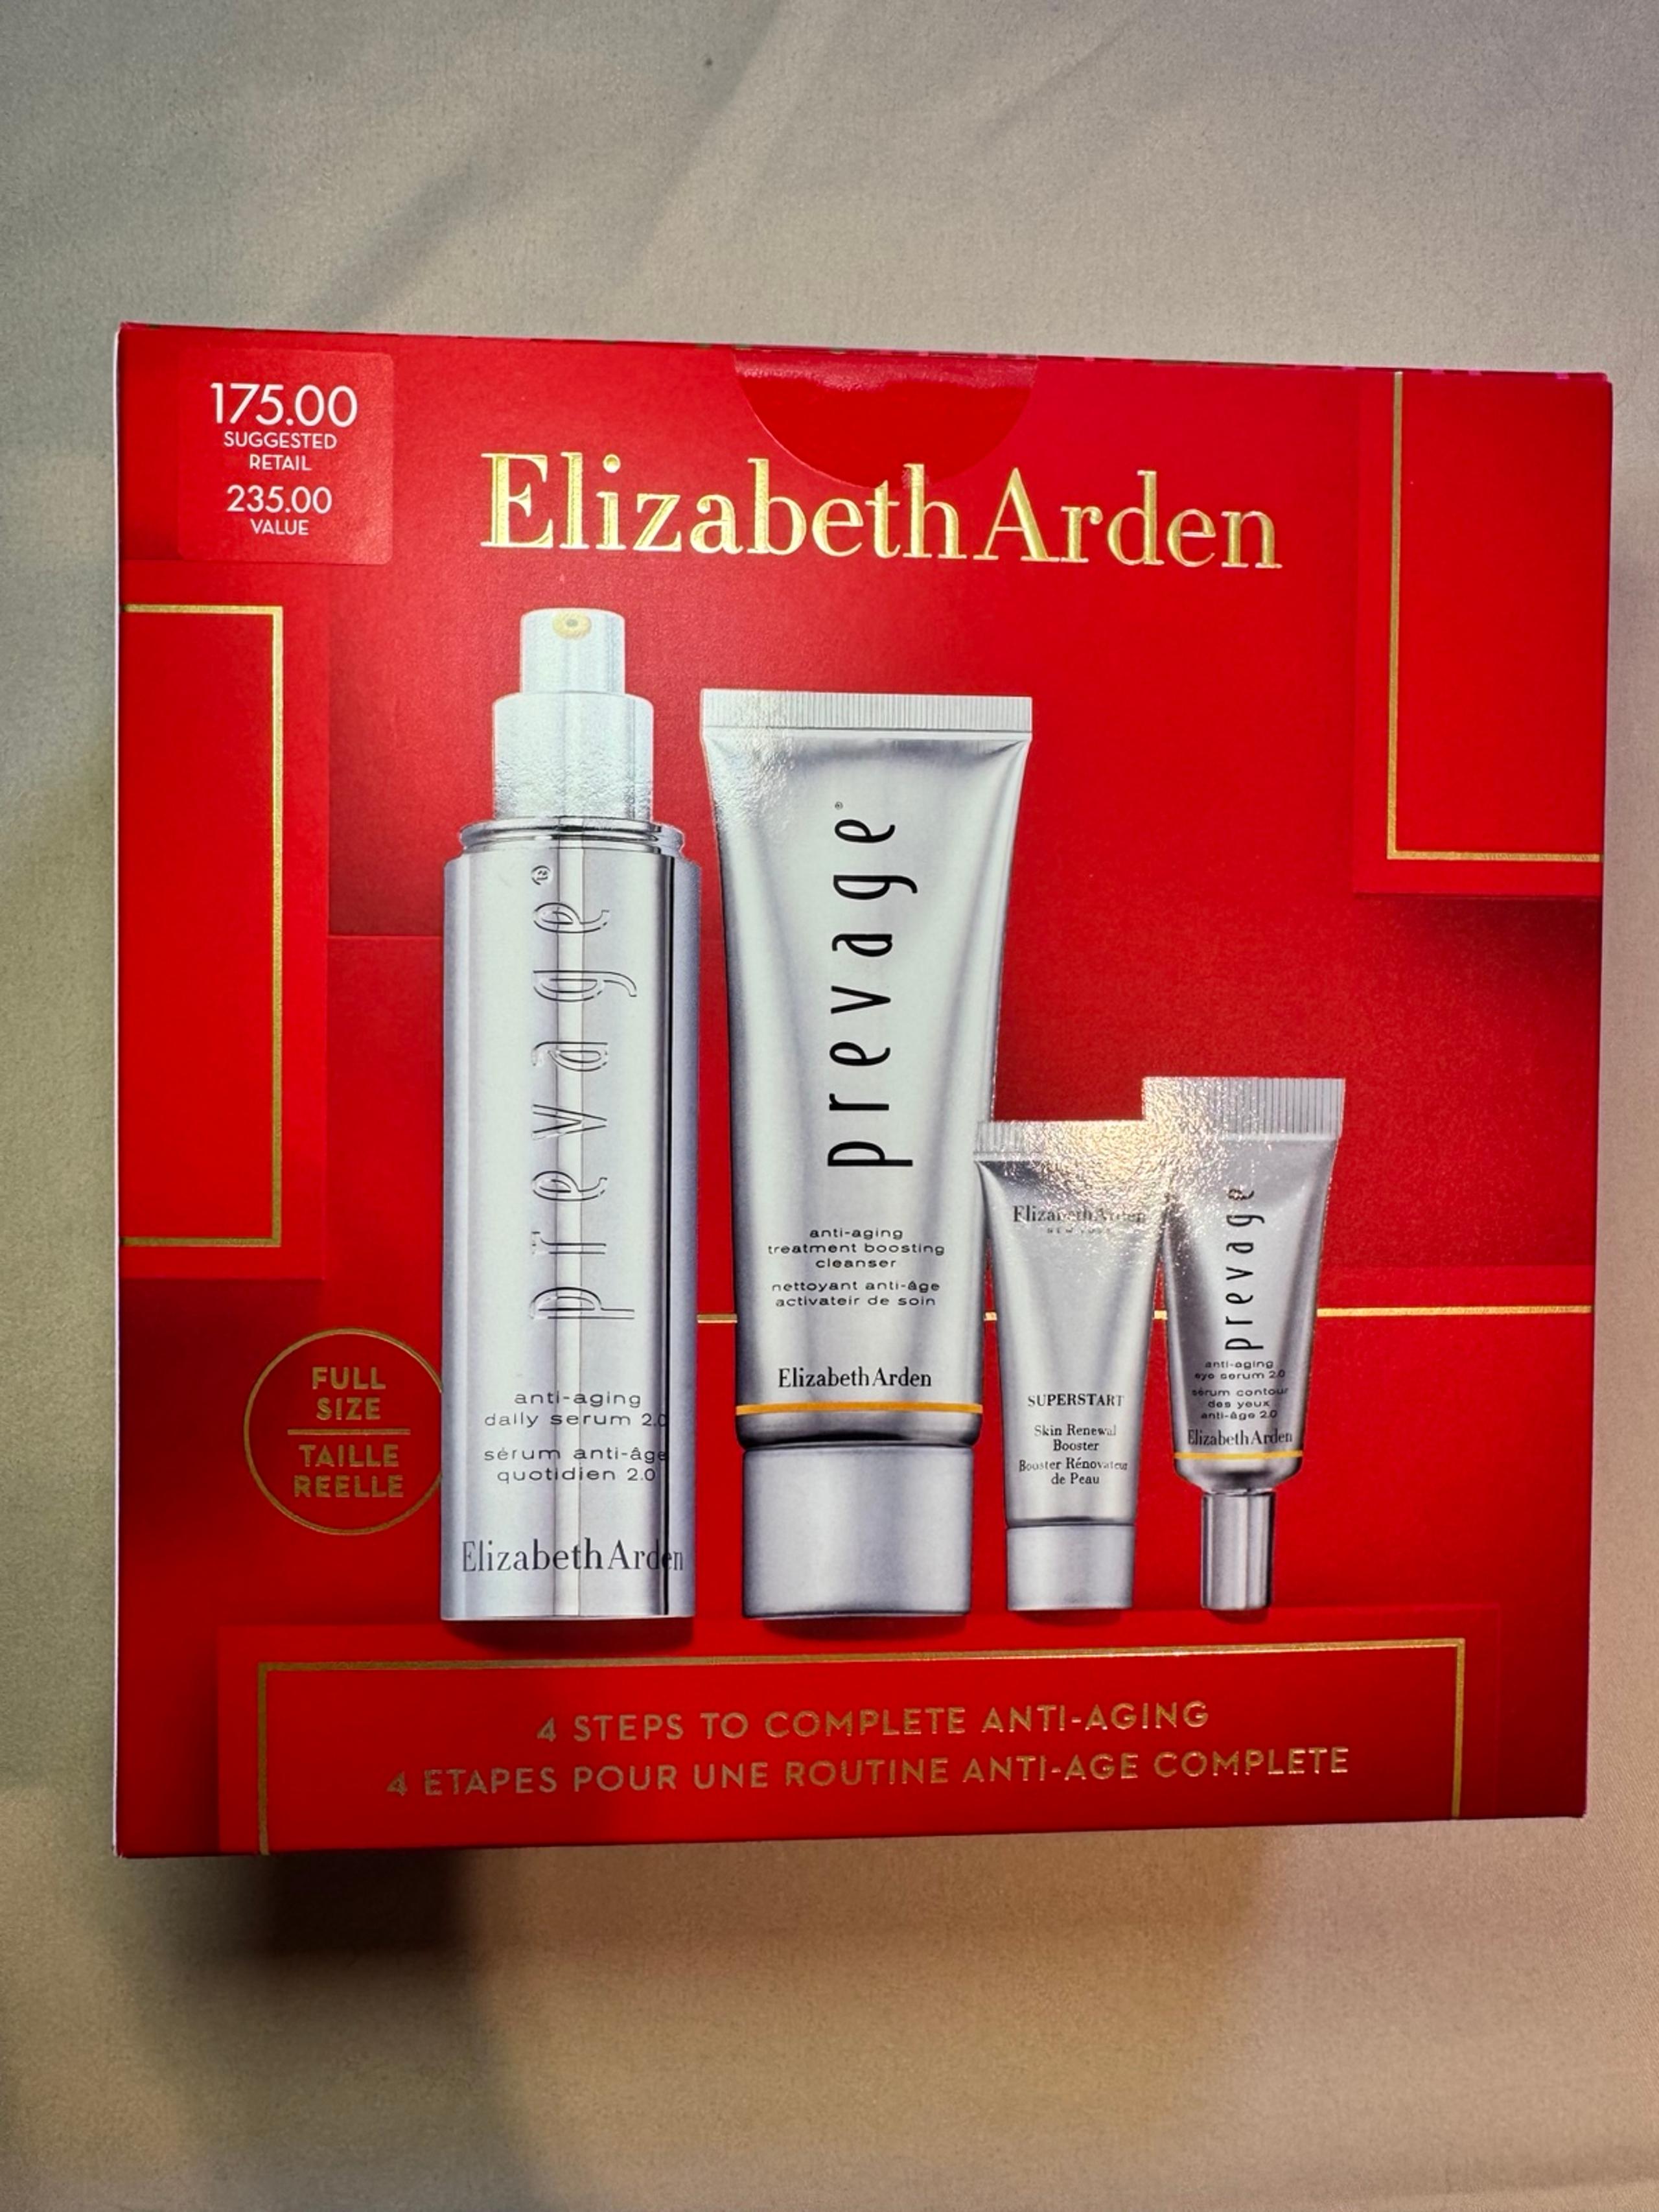 175.00
SUGGESTED
RETAIL
235.00
VALUE
Elizabeth Arden
prevage®
anti-aging
daily serum 2.0
sérum anti-âge
quotidien 2.0
Elizabeth Arden
prevage®
anti-aging
treatment boosting
cleanser
nettoyant anti-âge
activateir de soin
Elizabeth Arden
Elizabeth Arden
NEW YORK
SUPERSTART
Skin Renewal
Booster
Booster Rénovateur
de Peau
prevage
anti-aging
eye serum 2.0
sérum contour
des yeux
anti-âge 2.0
Elizabeth Arden
FULL
SIZE
TAILLE
REELLE
4 STEPS TO COMPLETE ANTI-AGING
4 ETAPES POUR UNE ROUTINE ANTI-AGE COMPLETE